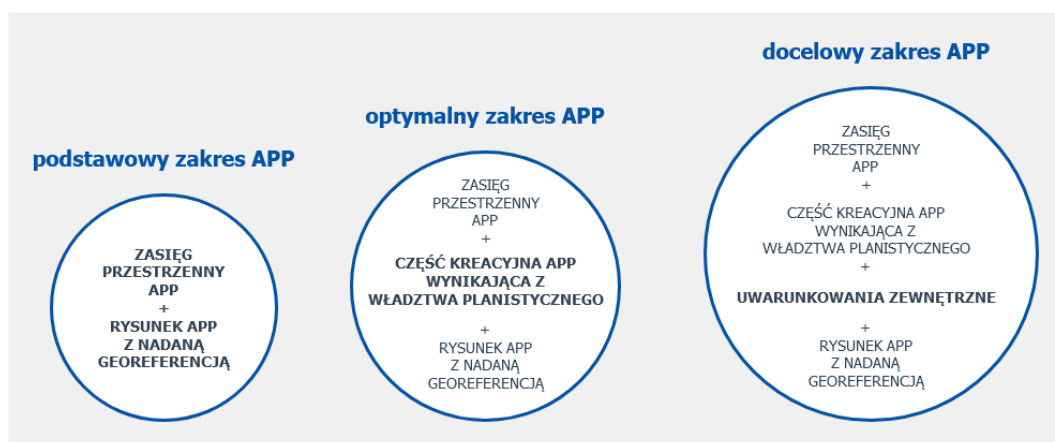 podstawowy zakres APP
ZASIĘG
PRZESTRZENNY
APP
+
RYSUNEK APP
Z NADANĄ
GEOREFERENCJĄ
optymalny zakres APP
ZASIĘG
PRZESTRZENNY
APP
+
CZĘŚĆ KREACYJNA APP
WYNIKAJĄCA Z
WŁADZTWA PLANISTYCZNEGO
+
RYSUNEK APP
Z NADANĄ
GEOREFERENCJĄ
docelowy zakres APP
ZASIĘG
PRZESTRZENNY
APP
+
CZĘŚĆ KREACYJNA APP
WYNIKAJĄCA Z
WŁADZTWA PLANISTYCZNEGO
+
UWARUNKOWANIA ZEWNĘTRZNE
+
RYSUNEK APP
Z NADANĄ
GEOREFERENCJĄ